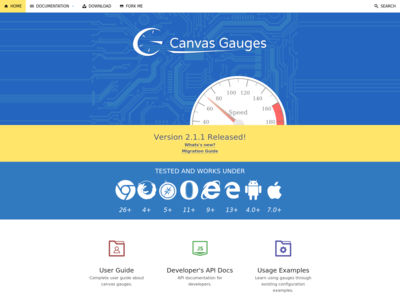 HOME DOCUMENTATION DOWNLOAD FORK ME SEARCH
Canvas Gauges
40 60 80 100 120 140 160 180
Speed
Version 2.1.1 Released!
What's new?
Migration Guide
TESTED AND WORKS UNDER
26+ 4+ 5+ 11+ 9+ 13+ 4.0+ 7.0+
JS
User Guide
Complete user guide about
canvas gauges.
Developer's API Docs
API documentation for
developers.
Usage Examples
Learn using gauges through
existing configuration
examples.